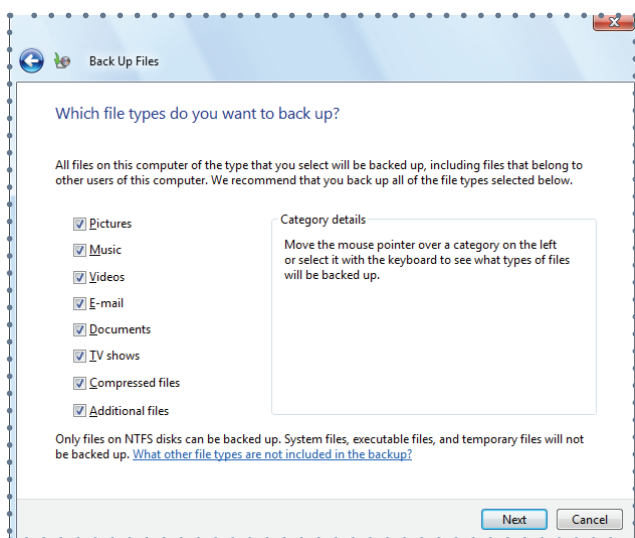 Back Up Files
Which file types do you want to back up?
All files on this computer of the type that you select will be backed up, including files that belong to
other users of this computer. We recommend that you back up all of the file types selected below.
Pictures
Music
Videos
E-mail
Documents
TV shows
Compressed files
Additional files
Category details
Move the mouse pointer over a category on the left
or select it with the keyboard to see what types of files
will be backed up.
Only files on NTFS disks can be backed up. System files, executable files, and temporary files will not
be backed up. What other file types are not included in the backup?
Next
Cancel